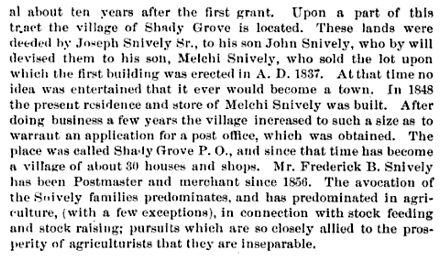 al about ten years after the first grant. Upon a part of this
tract the village of Shady Grove is located. These lands were
deeded by Joseph Snively Sr., to his son John Snively, who by will
devised them to his son, Melchi Snively, who sold the lot upon
which the first building was erected in A. D. 1837. At that time no
idea was entertained that it ever would become a town. In 1848
the present residence and store of Melchi Snively was built. After
doing business a few years the village increased to such a size as to
warrant an application for a post office, which was obtained. The
place was called Shady Grove P. O., and since that time has become
a village of about 30 houses and shops. Mr. Frederick B. Snively
has been Postmaster and merchant since 1856. The avocation of
the Snively families predominates, and has predominated in agri-
culture, (with a few exceptions), in connection with stock feeding
and stock raising; pursuits which are so closely allied to the pros-
perity of agriculturists that they are inseparable.